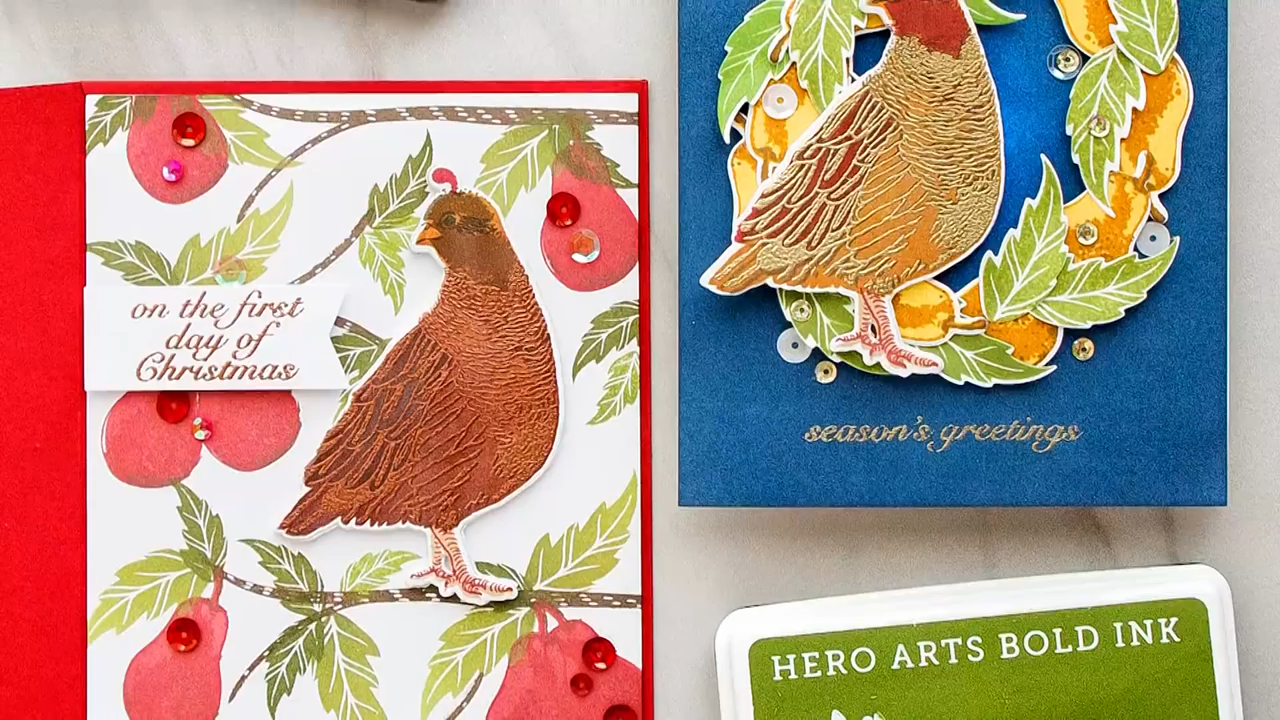 on the first
day of
Christmas
season's greetings
HERO ARTS BOLD INK